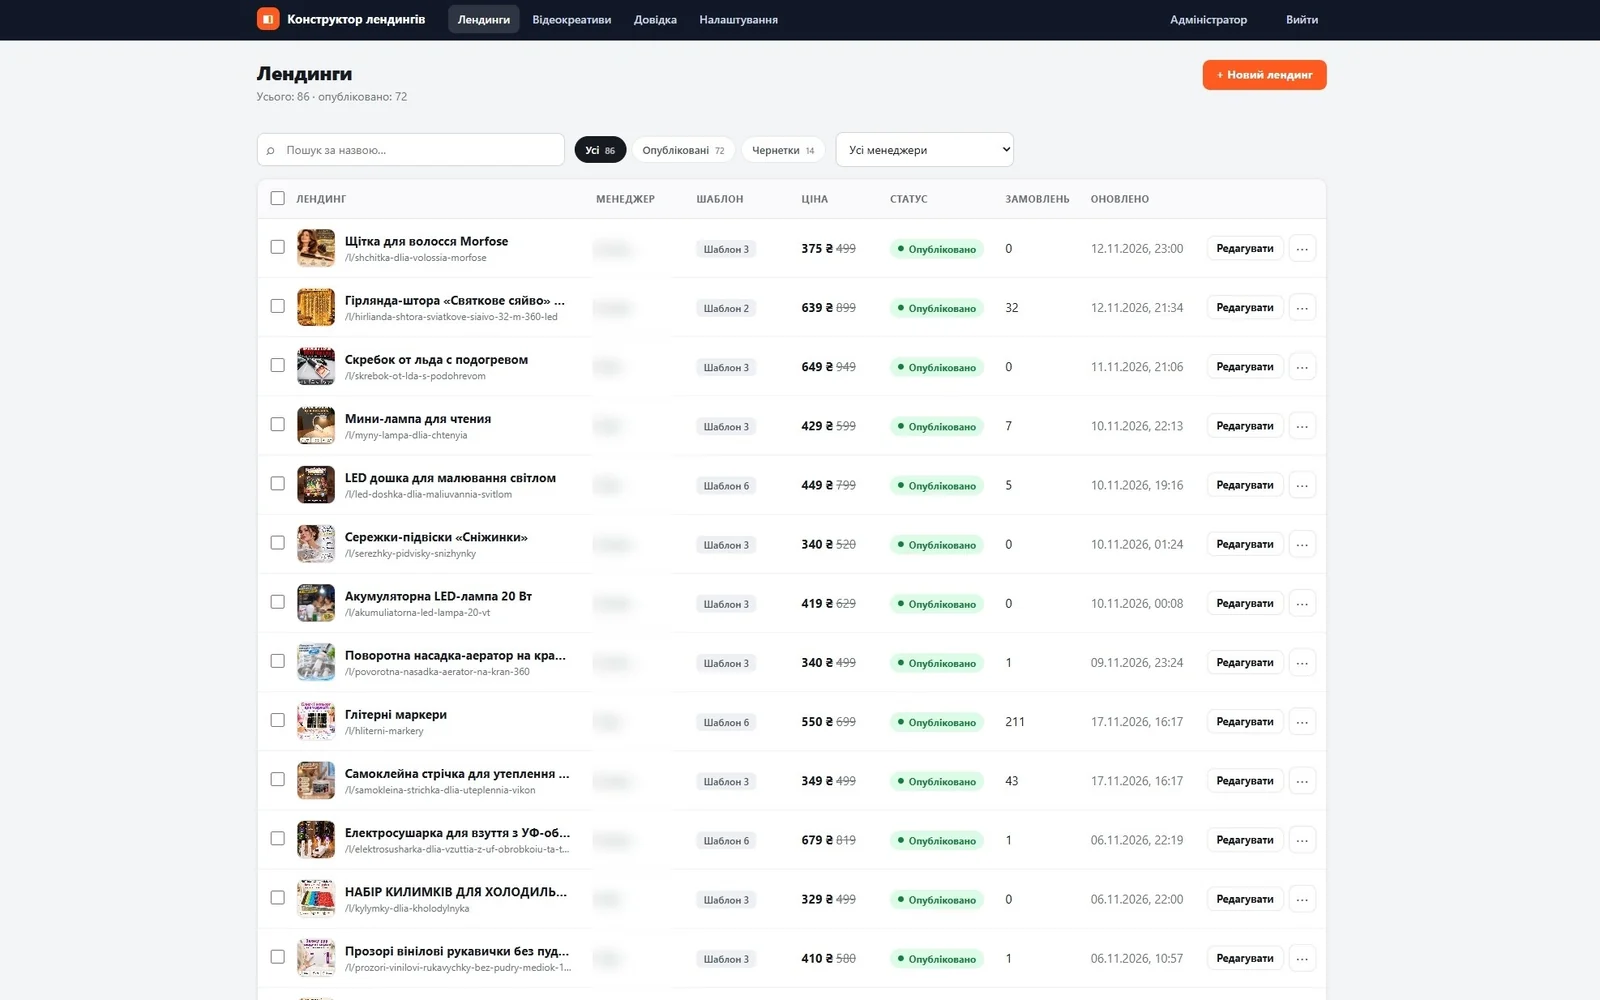 Конструктор лендингів
Лендинги
Відеокреативи
Довідка
Налаштування
Адміністратор
Вийти
Лендинги
Усього: 86 · опубліковано: 72
+ Новий лендинг
Пошук за назвою...
Усі 86
Опубліковані 72
Чернетки 14
Усі менеджери
ЛЕНДИНГ МЕНЕДЖЕР ШАБЛОН ЦІНА СТАТУС ЗАМОВЛЕНЬ ОНОВЛЕНО
Щітка для волосся Morfose
/l/shchitka-dlia-volossia-morfose
Шаблон 3 375 ₴ 499 Опубліковано 0 12.11.2026, 23:00 Редагувати ...
Гірлянда-штора «Святкове сяйво» ...
/l/hirlianda-shtora-sviatkove-siaivo-32-m-360-led
Шаблон 2 639 ₴ 899 Опубліковано 32 12.11.2026, 21:34 Редагувати ...
Скребок от льда с подогревом
/l/skrebok-ot-lda-s-podohrevom
Шаблон 3 649 ₴ 949 Опубліковано 0 11.11.2026, 21:06 Редагувати ...
Мини-лампа для чтения
/l/myny-lampa-dlia-chtenyia
Шаблон 3 429 ₴ 599 Опубліковано 7 10.11.2026, 22:13 Редагувати ...
LED дошка для малювання світлом
/l/led-doshka-dlia-maliuvannia-svitlom
Шаблон 6 449 ₴ 799 Опубліковано 5 10.11.2026, 19:16 Редагувати ...
Сережки-підвіски «Сніжинки»
/l/serezhky-pidvisky-snizhynky
Шаблон 3 340 ₴ 520 Опубліковано 0 10.11.2026, 01:24 Редагувати ...
Акумуляторна LED-лампа 20 Вт
/l/akumuliatorna-led-lampa-20-vt
Шаблон 3 419 ₴ 629 Опубліковано 0 10.11.2026, 00:08 Редагувати ...
Поворотна насадка-аератор на кра...
/l/povorotna-nasadka-aerator-na-kran-360
Шаблон 3 340 ₴ 499 Опубліковано 1 09.11.2026, 23:24 Редагувати ...
Глітерні маркери
/l/hliterni-markery
Шаблон 6 550 ₴ 699 Опубліковано 211 17.11.2026, 16:17 Редагувати ...
Самоклейна стрічка для утеплення ...
/l/samokleina-strichka-dlia-uteplennia-vikon
Шаблон 3 349 ₴ 499 Опубліковано 43 17.11.2026, 16:17 Редагувати ...
Електросушарка для взуття з УФ-об...
/l/elektrosusharka-dlia-vzuttia-z-uf-obrobkoiu-ta-t...
Шаблон 6 679 ₴ 819 Опубліковано 1 06.11.2026, 22:19 Редагувати ...
НАБІР КИЛИМКІВ ДЛЯ ХОЛОДИЛЬ...
/l/kylymky-dlia-kholodylnyka
Шаблон 3 329 ₴ 499 Опубліковано 0 06.11.2026, 22:00 Редагувати ...
Прозорі вінілові рукавички без пуд...
/l/prozori-vinilovi-rukavychky-bez-pudry-mediok-1...
Шаблон 3 410 ₴ 580 Опубліковано 1 06.11.2026, 10:57 Редагувати ...